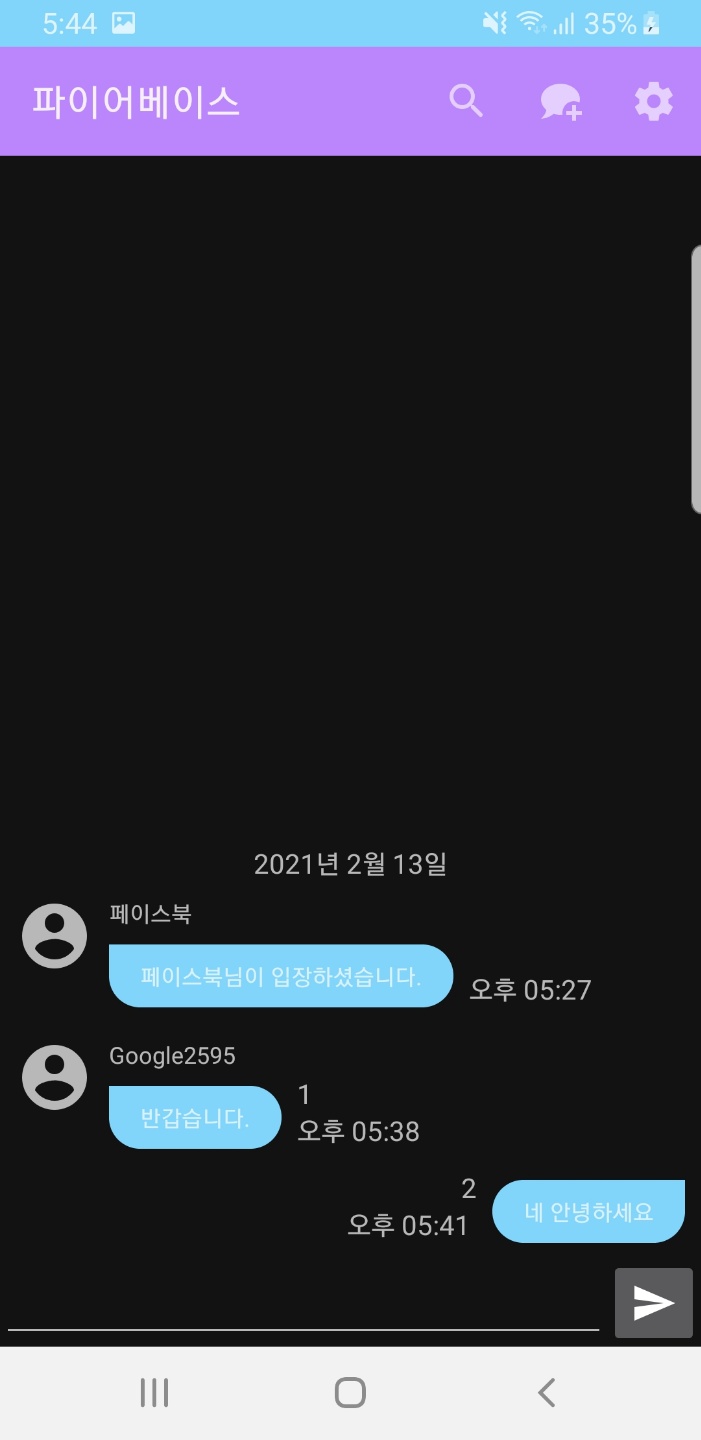 5:44 35%
파이어베이스
2021년 2월 13일
페이스북
페이스북님이 입장하셨습니다. 오후 05:27
Google2595
반갑습니다. 1
오후 05:38
2
오후 05:41 네 안녕하세요